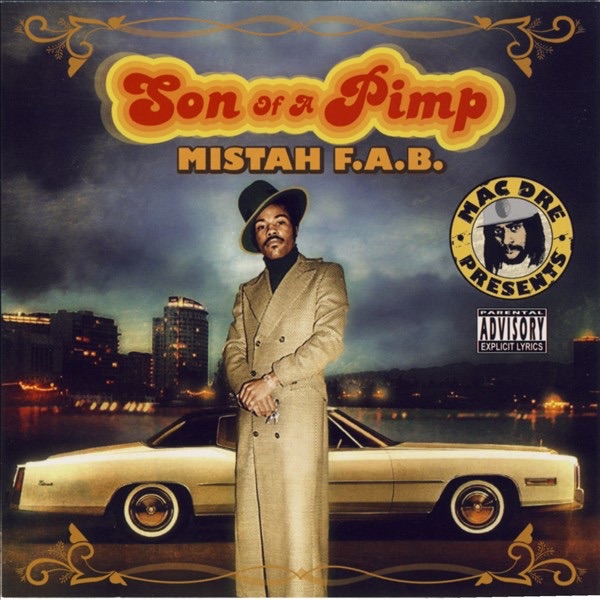 Son Of A Pimp
MISTAH F.A.B.
MAC DRE
PRESENTS
PARENTAL
ADVISORY
EXPLICIT LYRICS